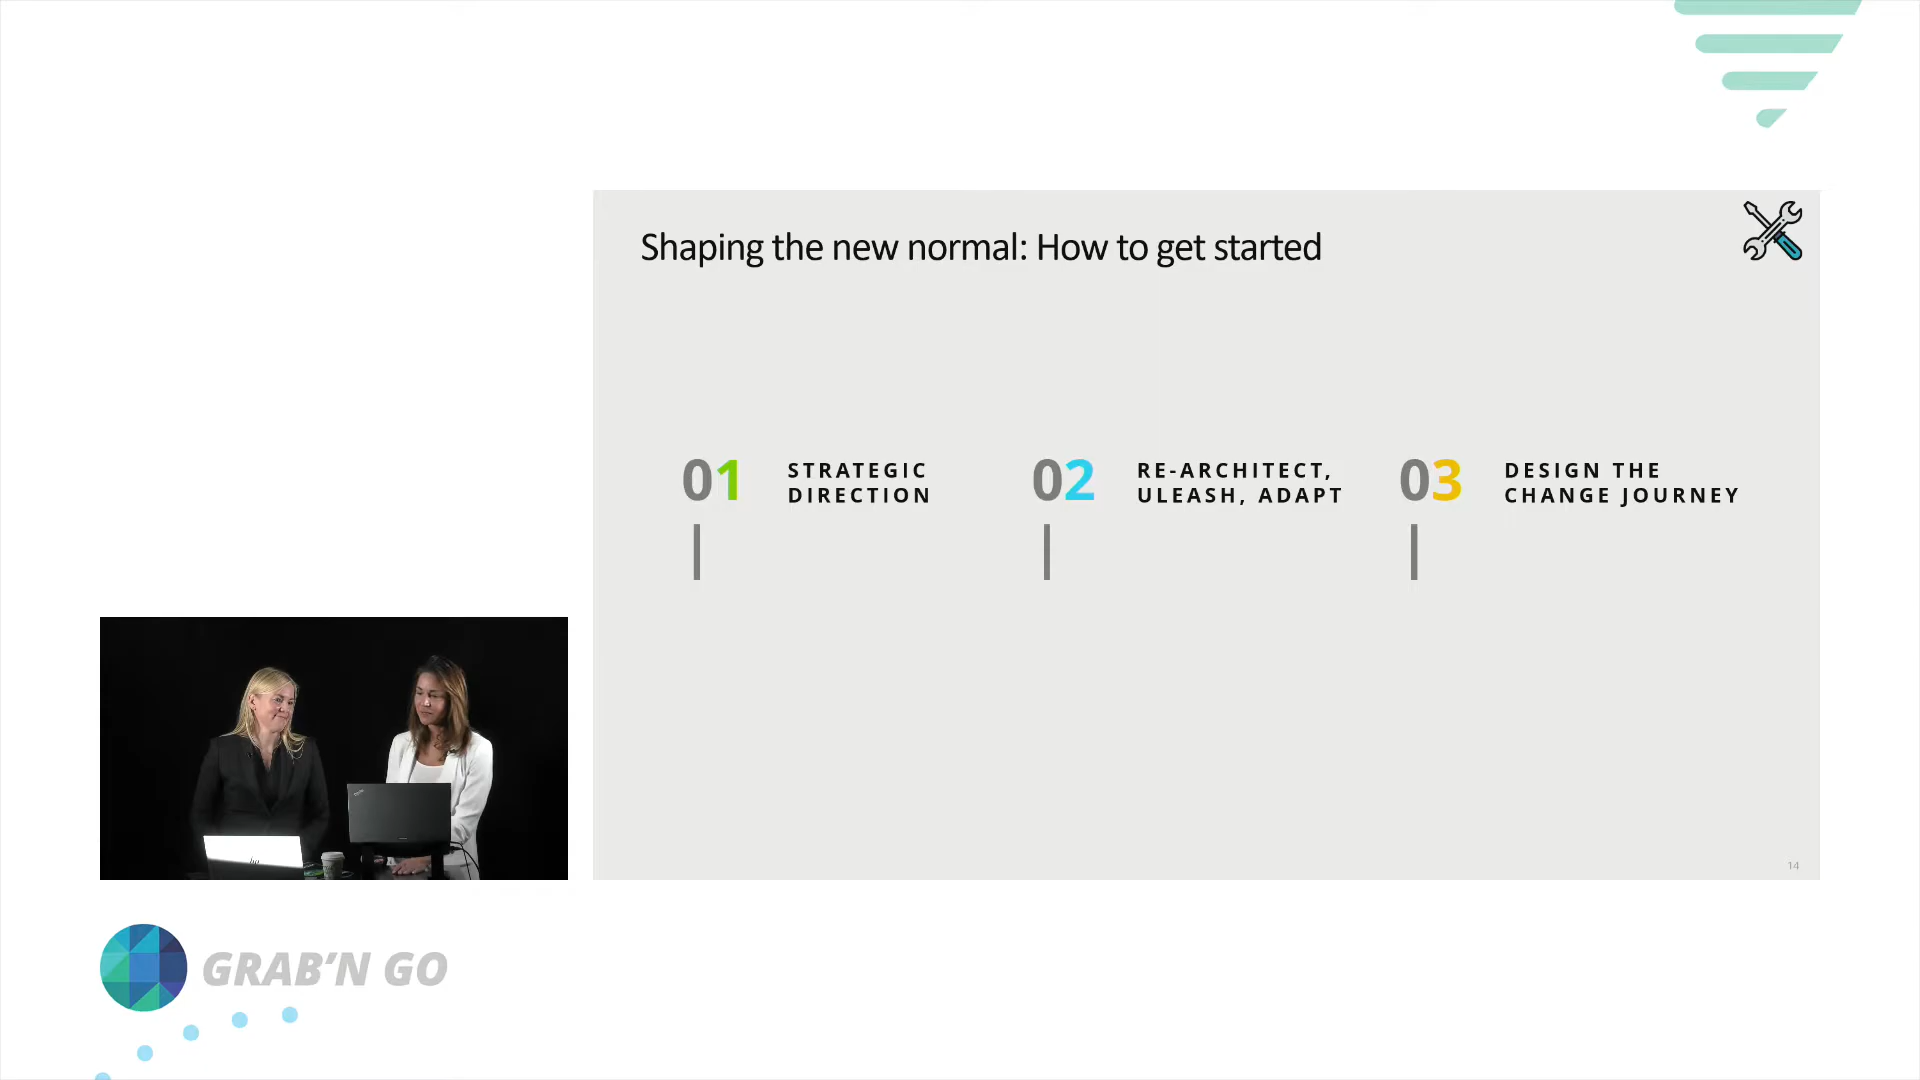 Shaping the new normal: How to get started
01 STRATEGIC
DIRECTION
02 RE-ARCHITECT,
ULEASH, ADAPT
03 DESIGN THE
CHANGE JOURNEY
14
hp
GRAB'N GO